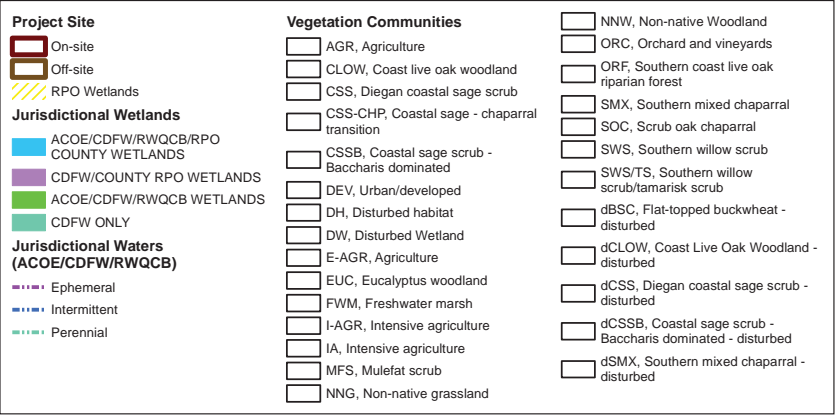 Project Site
On-site
Off-site
RPO Wetlands
Jurisdictional Wetlands
ACOE/CDFW/RWQCB/RPO
COUNTY WETLANDS
CDFW/COUNTY RPO WETLANDS
ACOE/CDFW/RWQCB WETLANDS
CDFW ONLY
Jurisdictional Waters
(ACOE/CDFW/RWQCB)
Ephemeral
Intermittent
Perennial
Vegetation Communities
AGR, Agriculture
CLOW, Coast live oak woodland
CSS, Diegan coastal sage scrub
CSS-CHP, Coastal sage - chaparral
transition
CSSB, Coastal sage scrub -
Baccharis dominated
DEV, Urban/developed
DH, Disturbed habitat
DW, Disturbed Wetland
E-AGR, Agriculture
EUC, Eucalyptus woodland
FWM, Freshwater marsh
I-AGR, Intensive agriculture
IA, Intensive agriculture
MFS, Mulefat scrub
NNG, Non-native grassland
NNW, Non-native Woodland
ORC, Orchard and vineyards
ORF, Southern coast live oak
riparian forest
SMX, Southern mixed chaparral
SOC, Scrub oak chaparral
SWS, Southern willow scrub
SWS/TS, Southern willow
scrub/tamarisk scrub
dBSC, Flat-topped buckwheat -
disturbed
dCLOW, Coast Live Oak Woodland -
disturbed
dCSS, Diegan coastal sage scrub -
disturbed
dCSSB, Coastal sage scrub -
Baccharis dominated - disturbed
dSMX, Southern mixed chaparral -
disturbed